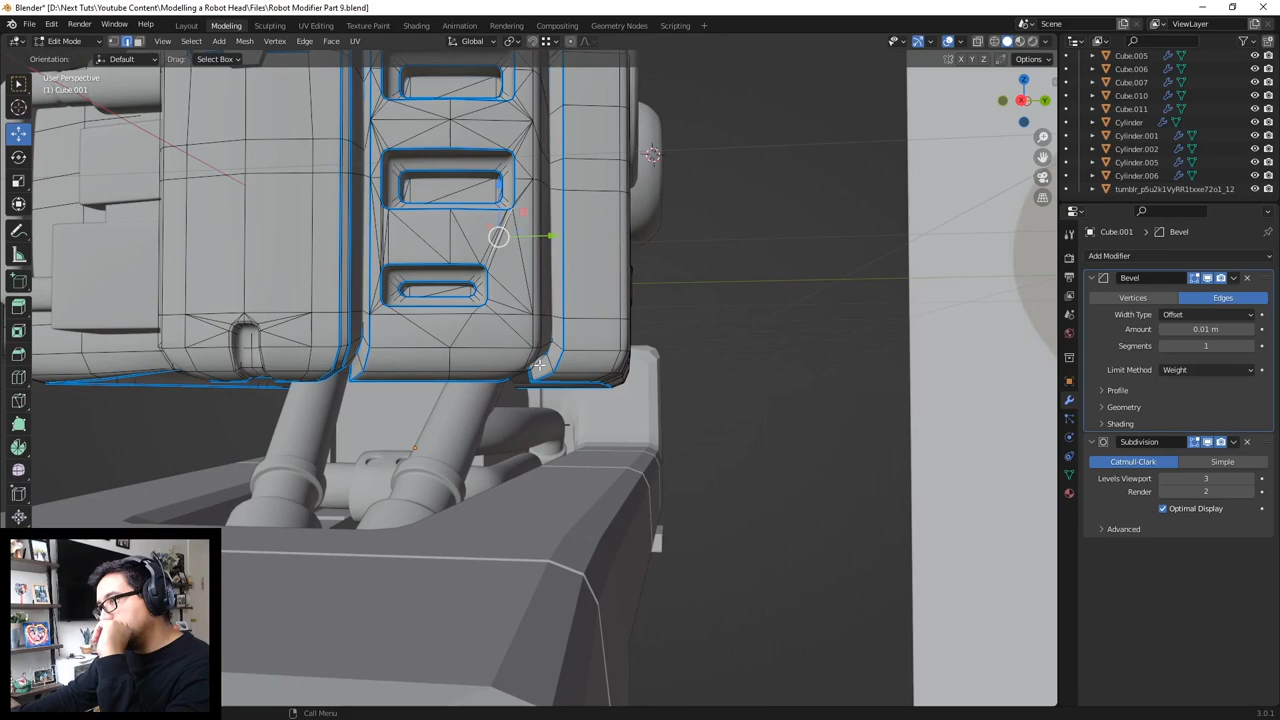 Blender* [D:\Next Tuts\Youtube Content\Modelling a Robot Head\Files\Robot Modifier Part 9.blend]
File Edit Render Window Help Layout Modeling Sculpting UV Editing Texture Paint Shading Animation Rendering Compositing Geometry Nodes Scripting Scene ViewLayer
Edit Mode View Select Add Mesh Vertex Edge Face UV Global
Orientation: Default Drag: Select Box X Y Z Options
User Perspective
(1) Cube.001
Z
X Y
Cube.005
Cube.006
Cube.007
Cube.010
Cube.011
Cylinder
Cylinder.001
Cylinder.002
Cylinder.005
Cylinder.006
tumblr_p5u2k1VyRR1txxe72o1_12
Cube.001 Bevel
Add Modifier
Bevel
Vertices Edges
Width Type Offset
Amount 0.01 m
Segments 1
Limit Method Weight
Profile
Geometry
Shading
Subdivision
Catmull-Clark Simple
Levels Viewport 3
Render 2
Optimal Display
Advanced
Call Menu 3.0.1